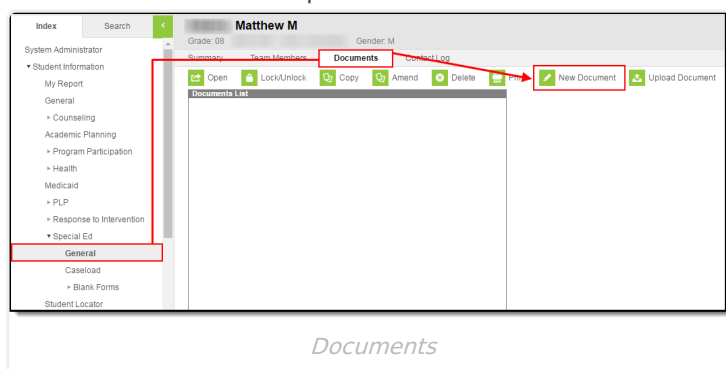 Index Search
Matthew M
Grade: 08 Gender: M
Summary Team Members Documents Contact Log
Open Lock/Unlock Copy Amend Delete New Document Upload Document
Documents List
System Administrator
Student Information
My Report
General
Counseling
Academic Planning
Program Participation
Health
Medicaid
PLP
Response to Intervention
Special Ed
General
Caseload
Blank Forms
Student Locator
Documents